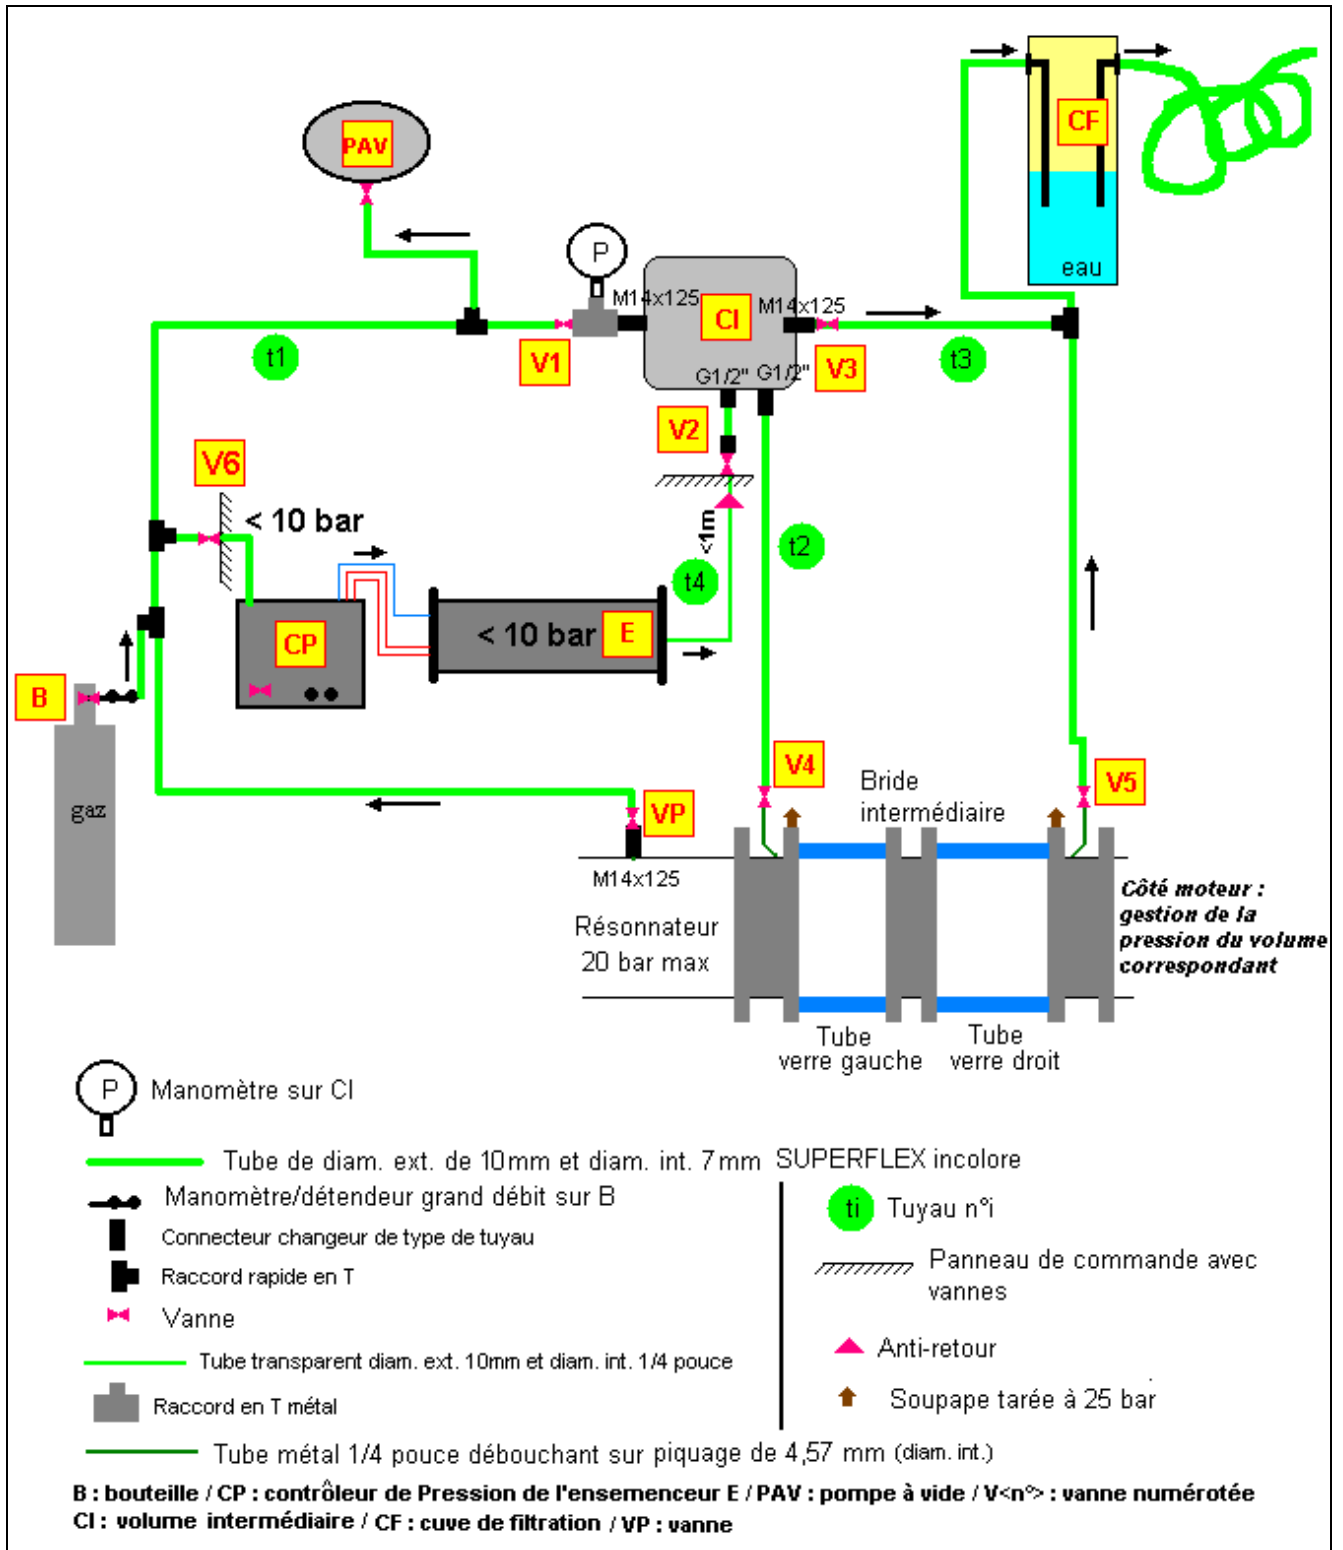 PAV
CF
eau
P
M14x125
CI
M14x125
t1
V1
G1/2"
G1/2"
V3
t3
V2
V6
< 10 bar
<1m
t2
t4
CP
< 10 bar
E
B
gaz
VP
M14x125
V4
Bride
intermédiaire
V5
Résonnateur
20 bar max
Côté moteur :
gestion de la
pression du volume
correspondant
Tube
verre gauche
Tube
verre droit
P
Manomètre sur CI
Tube de diam. ext. de 10mm et diam. int. 7mm SUPERFLEX incolore
Manomètre/détendeur grand débit sur B
Connecteur changeur de type de tuyau
Raccord rapide en T
Vanne
Tube transparent diam. ext. 10mm et diam. int. 1/4 pouce
Raccord en T métal
ti
Tuyau n°i
Panneau de commande avec
vannes
Anti-retour
Soupape tarée à 25 bar
Tube métal 1/4 pouce débouchant sur piquage de 4,57 mm (diam. int.)
B : bouteille / CP : contrôleur de Pression de l'ensemenceur E / PAV : pompe à vide / V<n°> : vanne numérotée
CI : volume intermédiaire / CF : cuve de filtration / VP : vanne